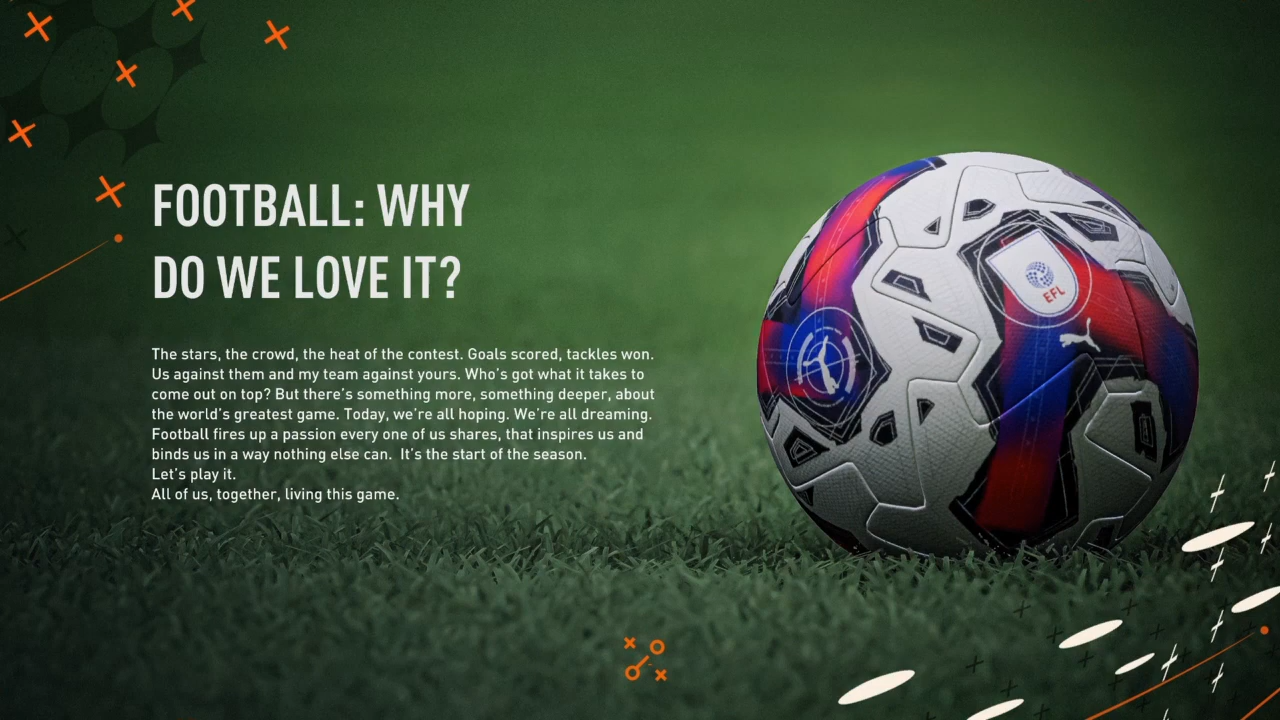 FOOTBALL: WHY
DO WE LOVE IT?
The stars, the crowd, the heat of the contest. Goals scored, tackles won.
Us against them and my team against yours. Who's got what it takes to
come out on top? But there's something more, something deeper, about
the world's greatest game. Today, we're all hoping. We're all dreaming.
Football fires up a passion every one of us shares, that inspires us and
binds us in a way nothing else can.  It's the start of the season.
Let's play it.
All of us, together, living this game.
EFL